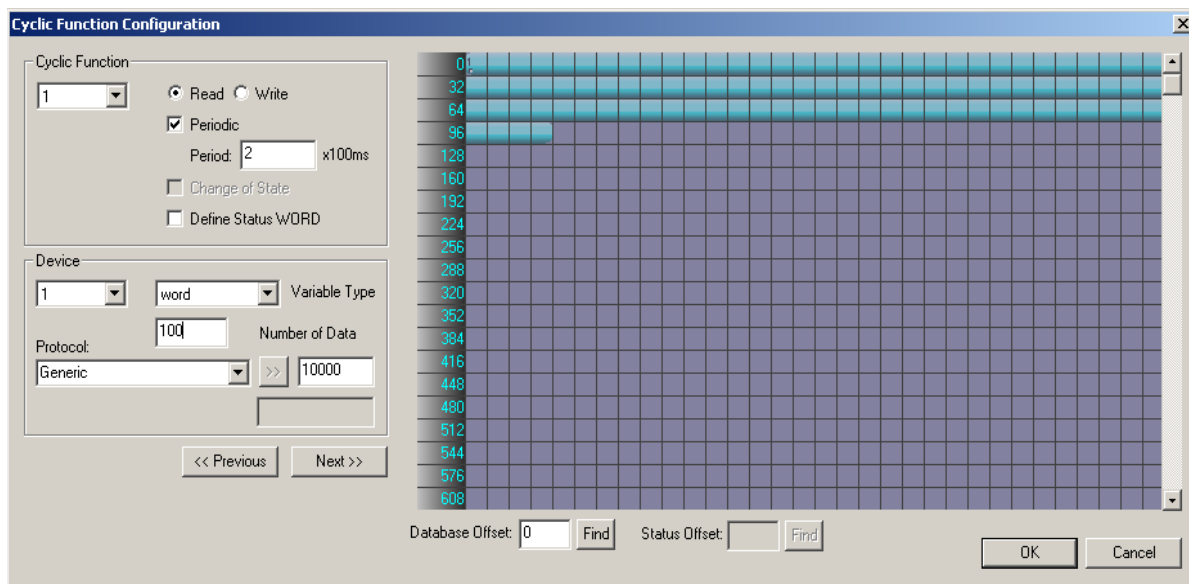 Cyclic Function Configuration
Cyclic Function
1
Read Write
Periodic
Period: 2 x100ms
Change of State
Define Status WORD
Device
1 word Variable Type
100 Number of Data
Protocol:
Generic >> 10000
<< Previous Next >>
0 1
32
64
96
128
160
192
224
256
288
320
352
384
416
448
480
512
544
576
608
Database Offset: 0 Find Status Offset: Find
OK Cancel